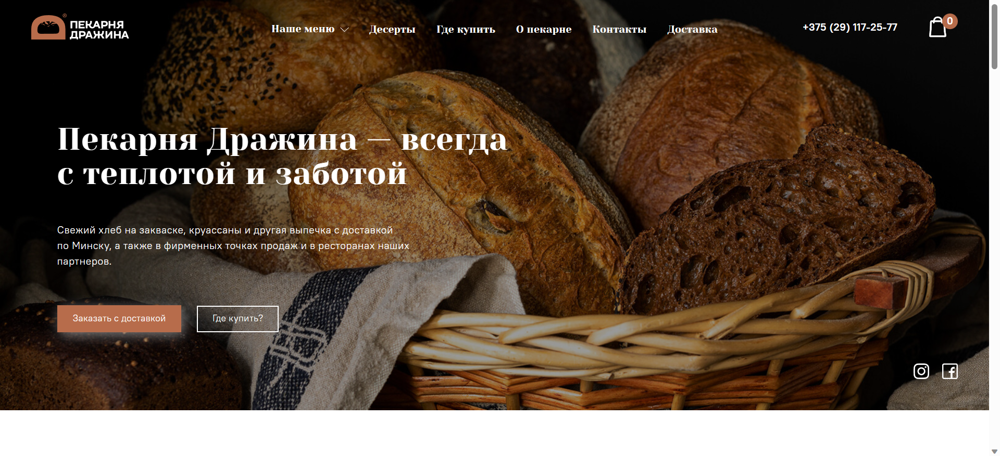 ПЕКАРНЯ
ДРАЖИНА
®
Наше меню
Десерты
Где купить
О пекарне
Контакты
Доставка
+375 (29) 117-25-77
0
Пекарня Дражина — всегда
с теплотой и заботой
Свежий хлеб на закваске, круассаны и другая выпечка с доставкой
по Минску, а также в фирменных точках продаж и в ресторанах наших
партнеров.
Заказать с доставкой
Где купить?